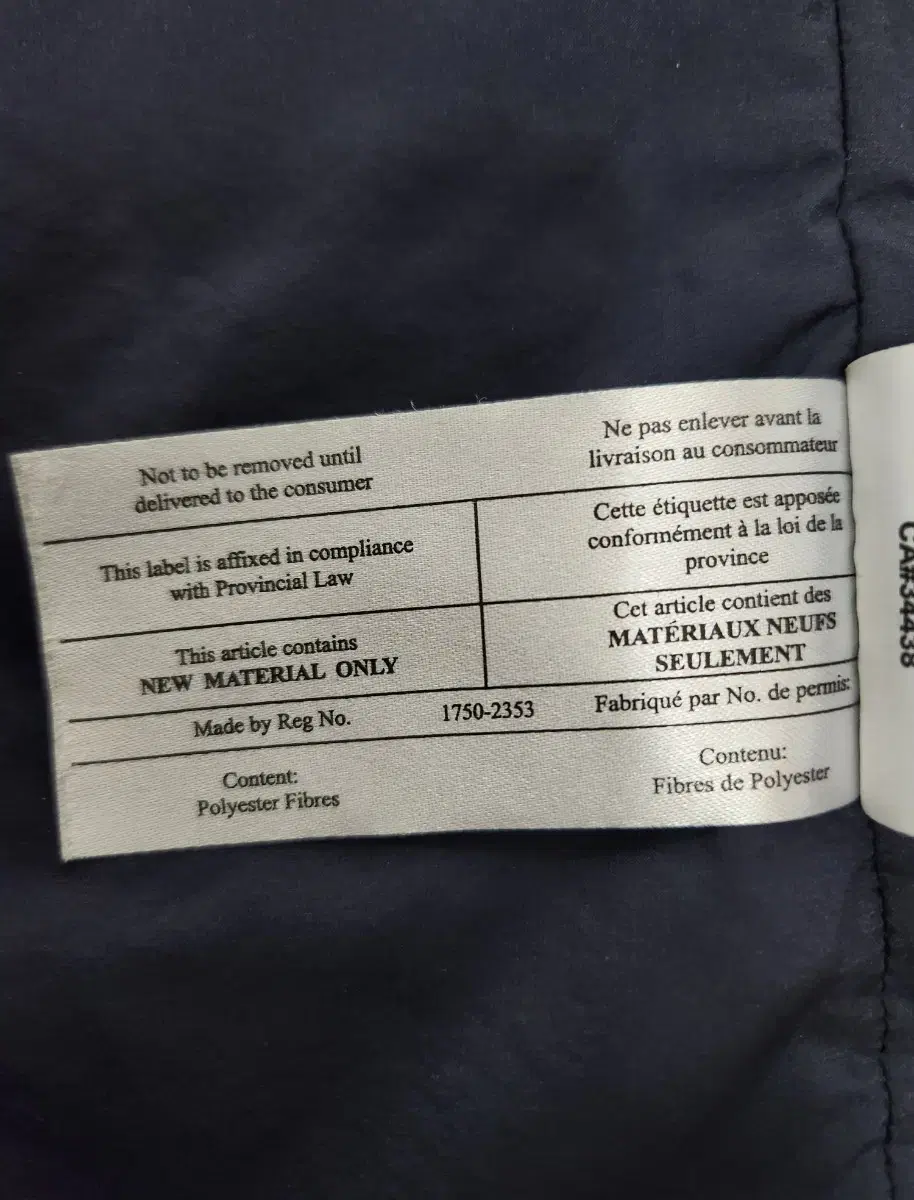 Not to be removed until
delivered to the consumer
Ne pas enlever avant la
livraison au consommateur
This label is affixed in compliance
with Provincial Law
Cette étiquette est apposée
conformément à la loi de la
province
This article contains
NEW MATERIAL ONLY
Cet article contient des
MATÉRIAUX NEUFS
SEULEMENT
Made by Reg No. 1750-2353 Fabriqué par No. de permis:
Content:
Polyester Fibres
Contenu:
Fibres de Polyester
CA#34438